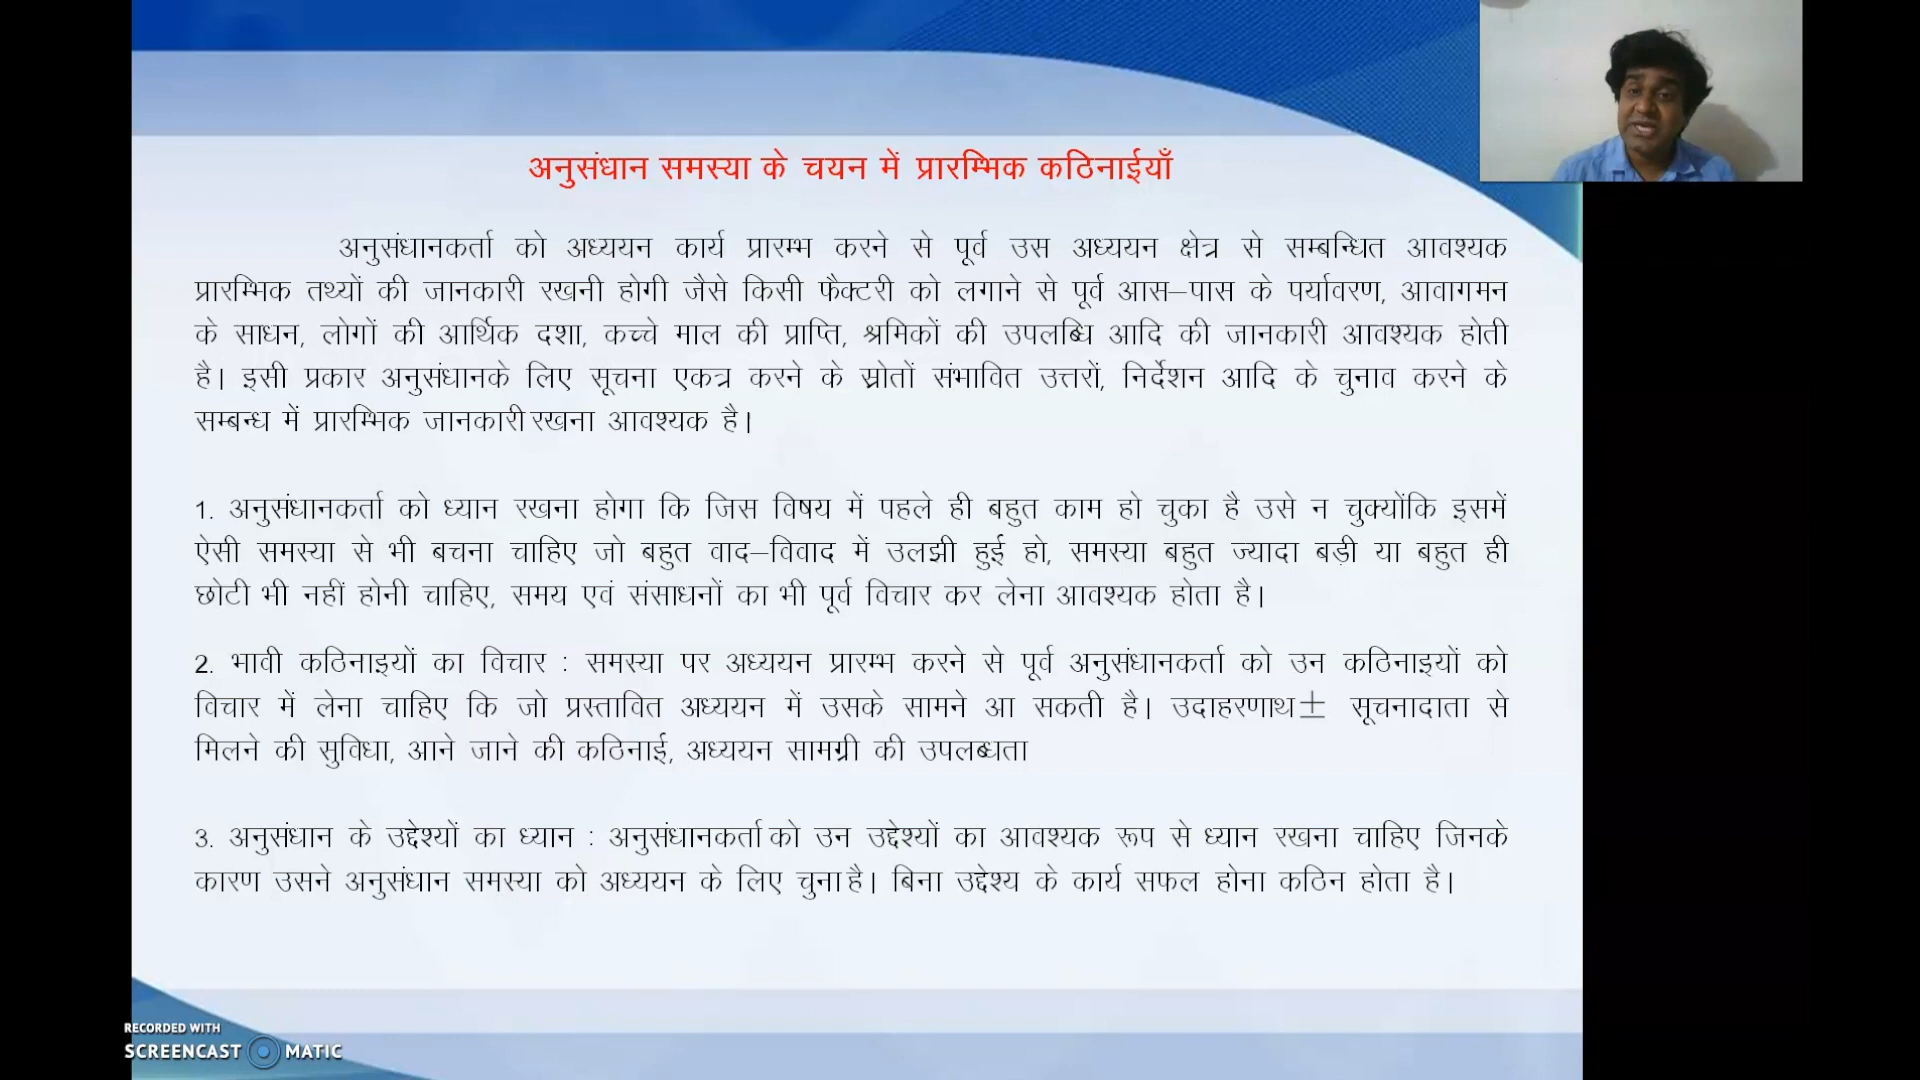 अनुसंधान समस्या के चयन में प्रारम्भिक कठिनाईयाँ
अनुसंधानकर्ता को अध्ययन कार्य प्रारम्भ करने से पूर्व उस अध्ययन क्षेत्र से सम्बन्धित आवश्यक
प्रारम्भिक तथ्यों की जानकारी रखनी होगी जैसे किसी फैक्टरी को लगाने से पूर्व आस–पास के पर्यावरण, आवागमन
के साधन, लोगों की आर्थिक दशा, कच्चे माल की प्राप्ति, श्रमिकों की उपलब्धि आदि की जानकारी आवश्यक होती
है। इसी प्रकार अनुसंधानके लिए सूचना एकत्र करने के स्रोतों संभावित उत्तरों, निर्देशन आदि के चुनाव करने के
सम्बन्ध में प्रारम्भिक जानकारी रखना आवश्यक है।
1. अनुसंधानकर्ता को ध्यान रखना होगा कि जिस विषय में पहले ही बहुत काम हो चुका है उसे न चुक्योंकि इसमें
ऐसी समस्या से भी बचना चाहिए जो बहुत वाद–विवाद में उलझी हुई हो, समस्या बहुत ज्यादा बड़ी या बहुत ही
छोटी भी नहीं होनी चाहिए, समय एवं संसाधनों का भी पूर्व विचार कर लेना आवश्यक होता है।
2. भावी कठिनाइयों का विचार : समस्या पर अध्ययन प्रारम्भ करने से पूर्व अनुसंधानकर्ता को उन कठिनाइयों को
विचार में लेना चाहिए कि जो प्रस्तावित अध्ययन में उसके सामने आ सकती है। उदाहरणाथ± सूचनादाता से
मिलने की सुविधा, आने जाने की कठिनाई, अध्ययन सामग्री की उपलब्धता
3. अनुसंधान के उद्देश्यों का ध्यान : अनुसंधानकर्ता को उन उद्देश्यों का आवश्यक रूप से ध्यान रखना चाहिए जिनके
कारण उसने अनुसंधान समस्या को अध्ययन के लिए चुना है। बिना उद्देश्य के कार्य सफल होना कठिन होता है।
RECORDED WITH
SCREENCAST MATIC